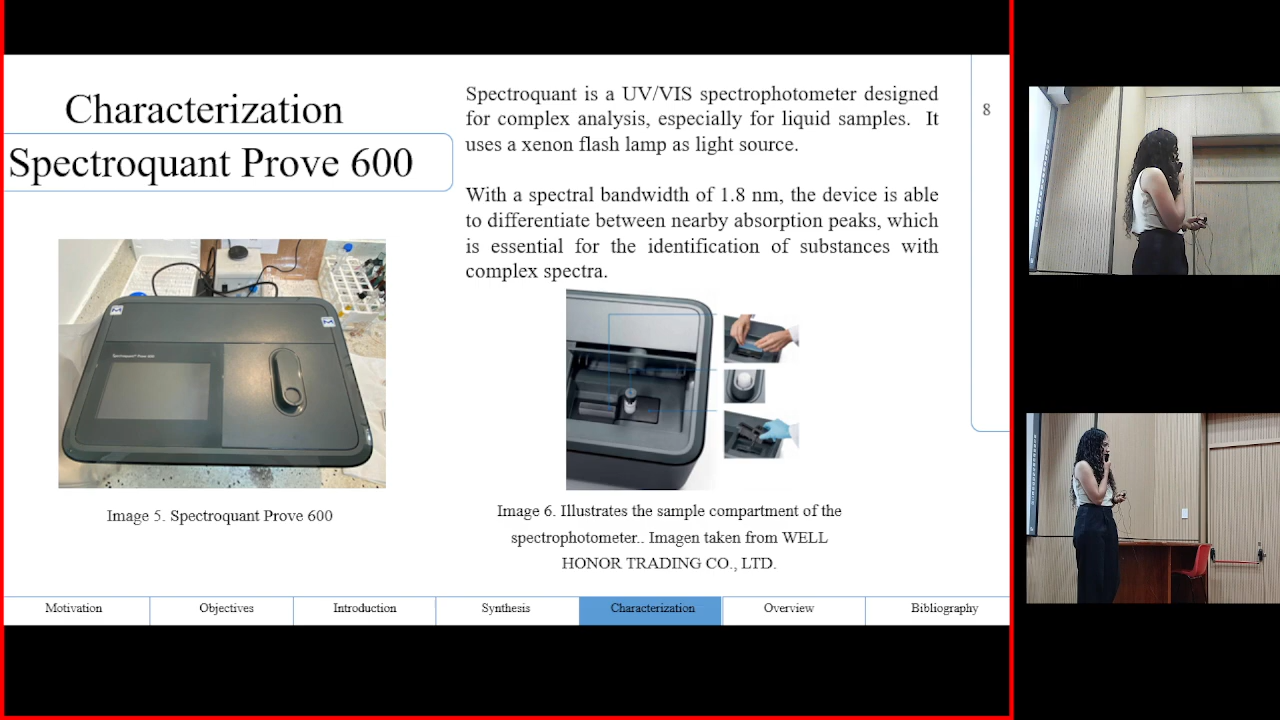 Characterization
Spectroquant Prove 600
Spectroquant is a UV/VIS spectrophotometer designed
for complex analysis, especially for liquid samples. It
uses a xenon flash lamp as light source.
With a spectral bandwidth of 1.8 nm, the device is able
to differentiate between nearby absorption peaks, which
is essential for the identification of substances with
complex spectra.
8
Spectroquant® Prove 600
Image 5. Spectroquant Prove 600
Image 6. Illustrates the sample compartment of the
spectrophotometer.. Imagen taken from WELL
HONOR TRADING CO., LTD.
Motivation
Objectives
Introduction
Synthesis
Characterization
Overview
Bibliography